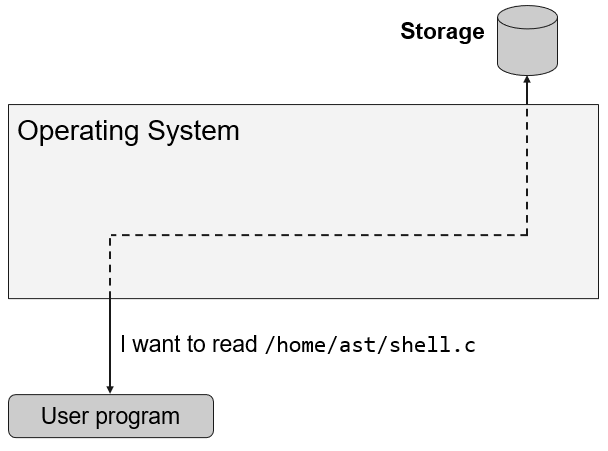 Storage
Operating System
I want to read /home/ast/shell.c
User program